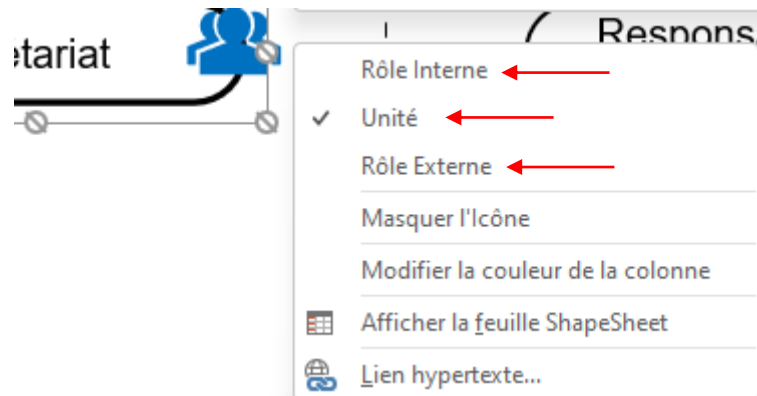 étariat
Respons
Rôle Interne
Unité
Rôle Externe
Masquer l'Icône
Modifier la couleur de la colonne
Afficher la feuille ShapeSheet
Lien hypertexte...